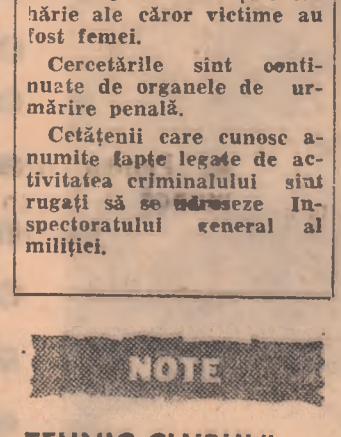 hărie ale căror victime au
fost femei.
Cercetările sînt conti-
nuate de organele de ur-
mărire penală.
Cetățenii care cunosc a-
numite fapte legate de ac-
tivitatea criminalului sînt
rugați să se adreseze In-
spectoratului general al
miliției.
NOTE